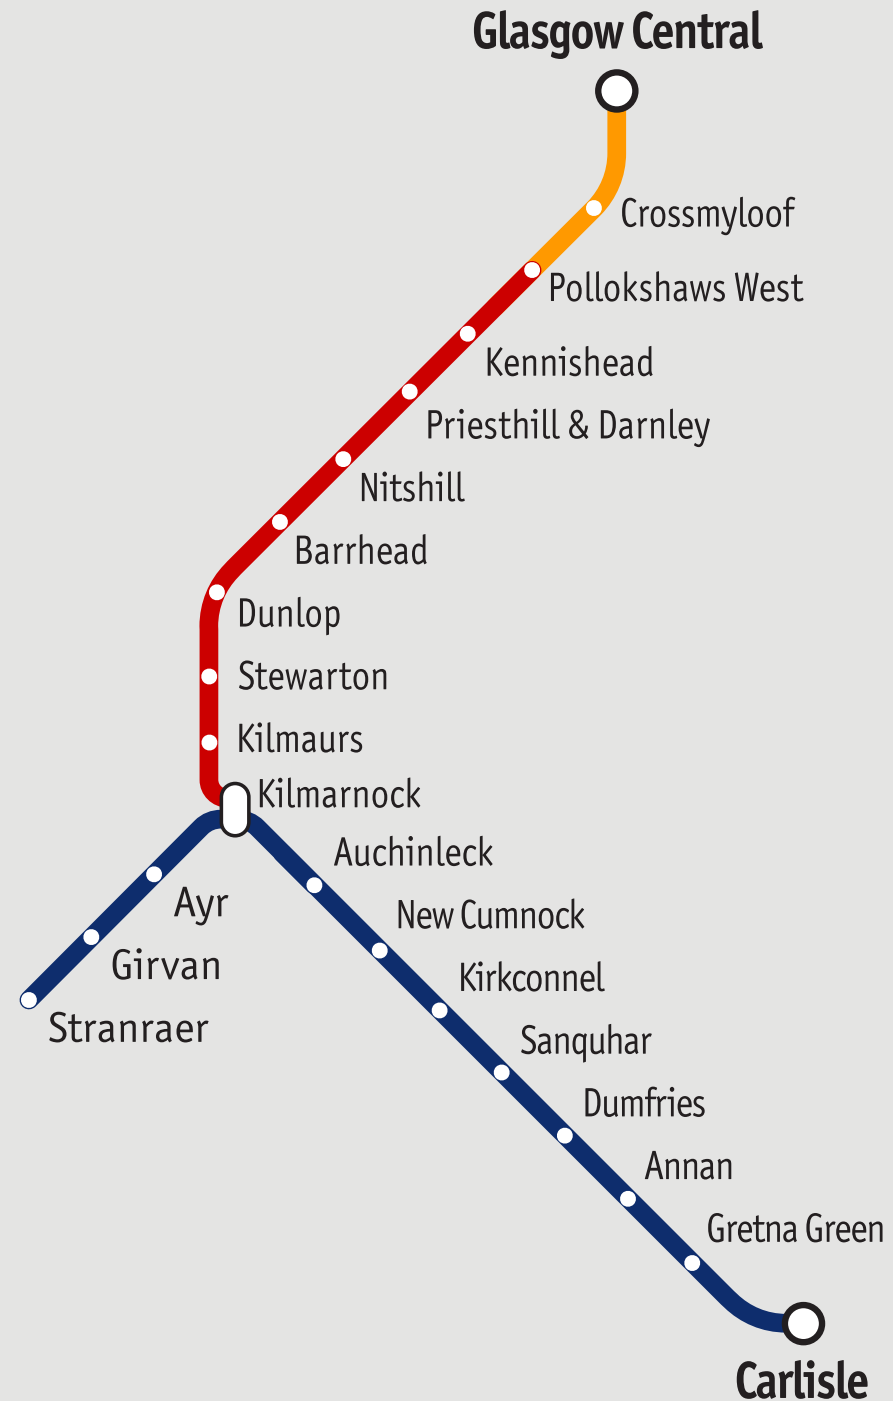 Glasgow Central
Crossmyloof
Pollokshaws West
Kennishead
Priesthill & Darnley
Nitshill
Barrhead
Dunlop
Stewarton
Kilmaurs
Kilmarnock
Auchinleck
Ayr
New Cumnock
Girvan
Kirkconnel
Stranraer
Sanquhar
Dumfries
Annan
Gretna Green
Carlisle